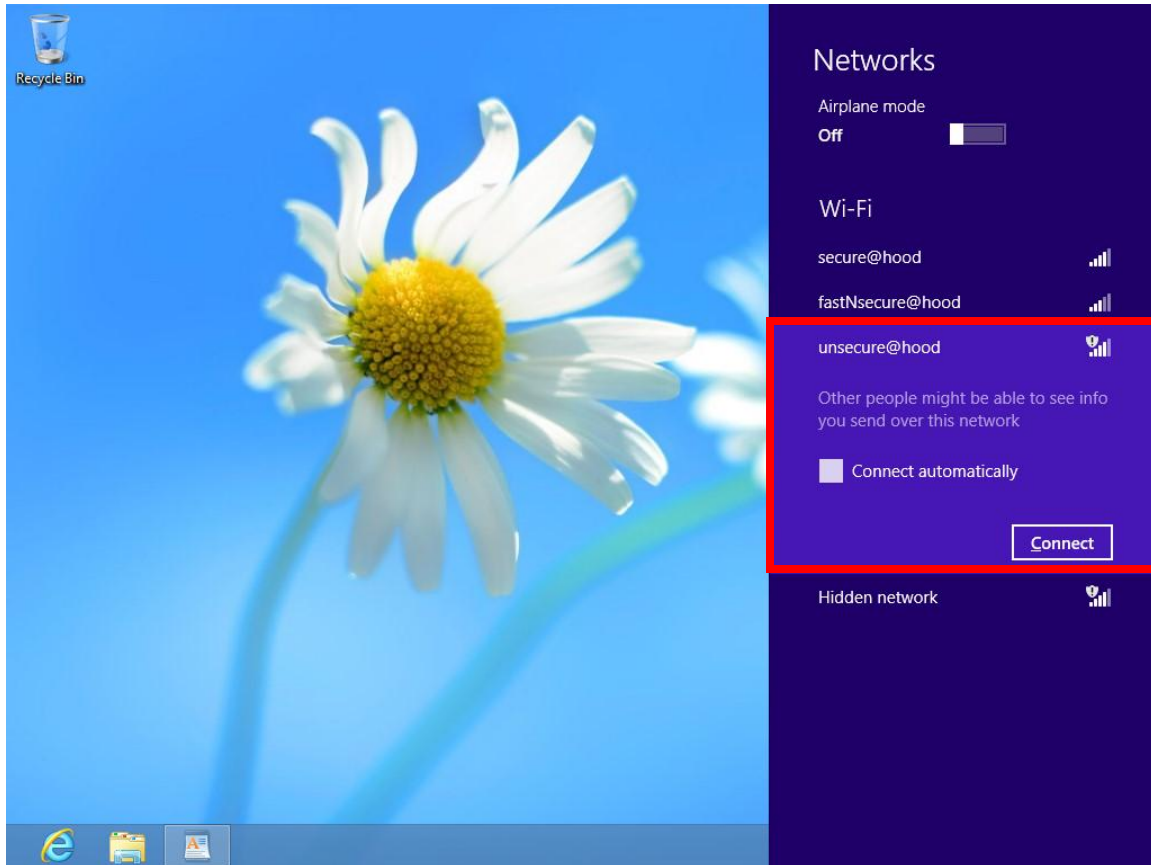 Recycle Bin
Networks
Airplane mode
Off
Wi-Fi
secure@hood
fastNsecure@hood
unsecure@hood
Other people might be able to see info
you send over this network
Connect automatically
Connect
Hidden network